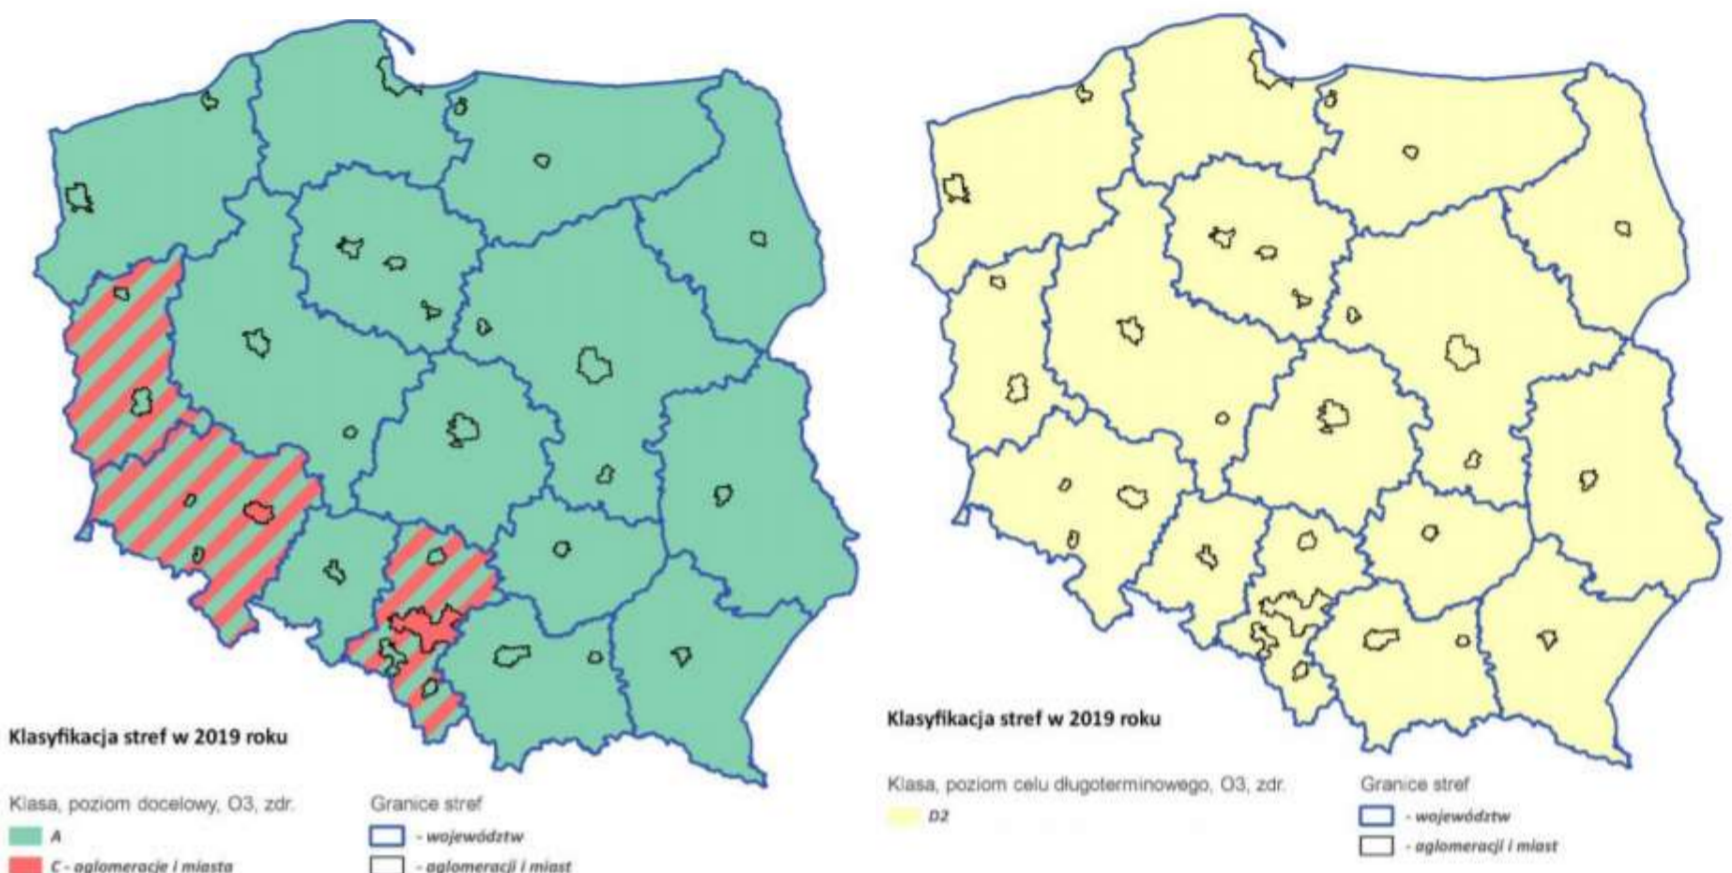 Klasyfikacja stref w 2019 roku
Klasa, poziom docelowy, O3, zdr.
A
C - aglomeracje i miasta
Granice stref
- województw
- aglomeracji i miast
Klasyfikacja stref w 2019 roku
Klasa, poziom celu długoterminowego, O3, zdr.
D2
Granice stref
- województw
- aglomeracji i miast